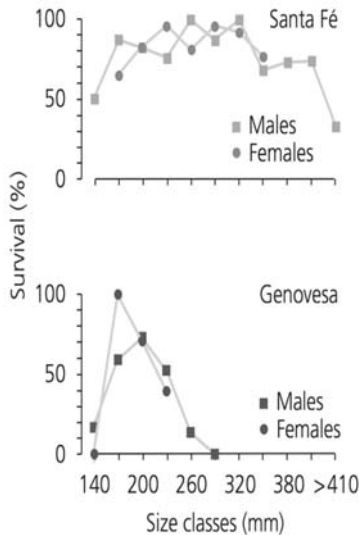 100
50
0
Santa Fé
Males
Females
Survival (%)
100
50
0
Genovesa
Males
Females
140 200 260 320 380 >410
Size classes (mm)